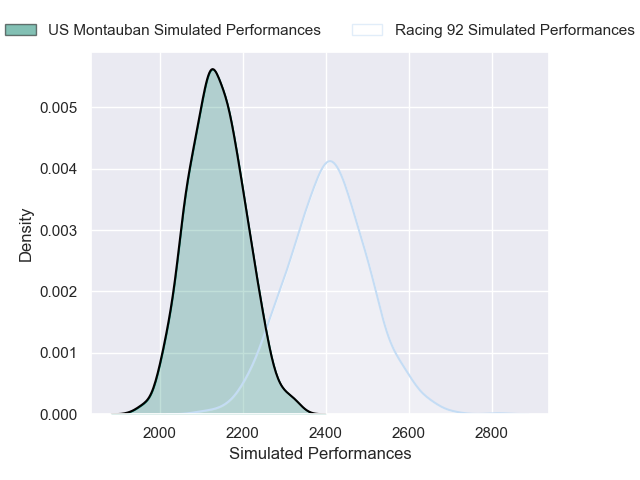 US Montauban Simulated Performances
Racing 92 Simulated Performances
0.005
0.004
0.003
0.002
0.001
0.000
Density
2000
2200
2400
2600
2800
Simulated Performances